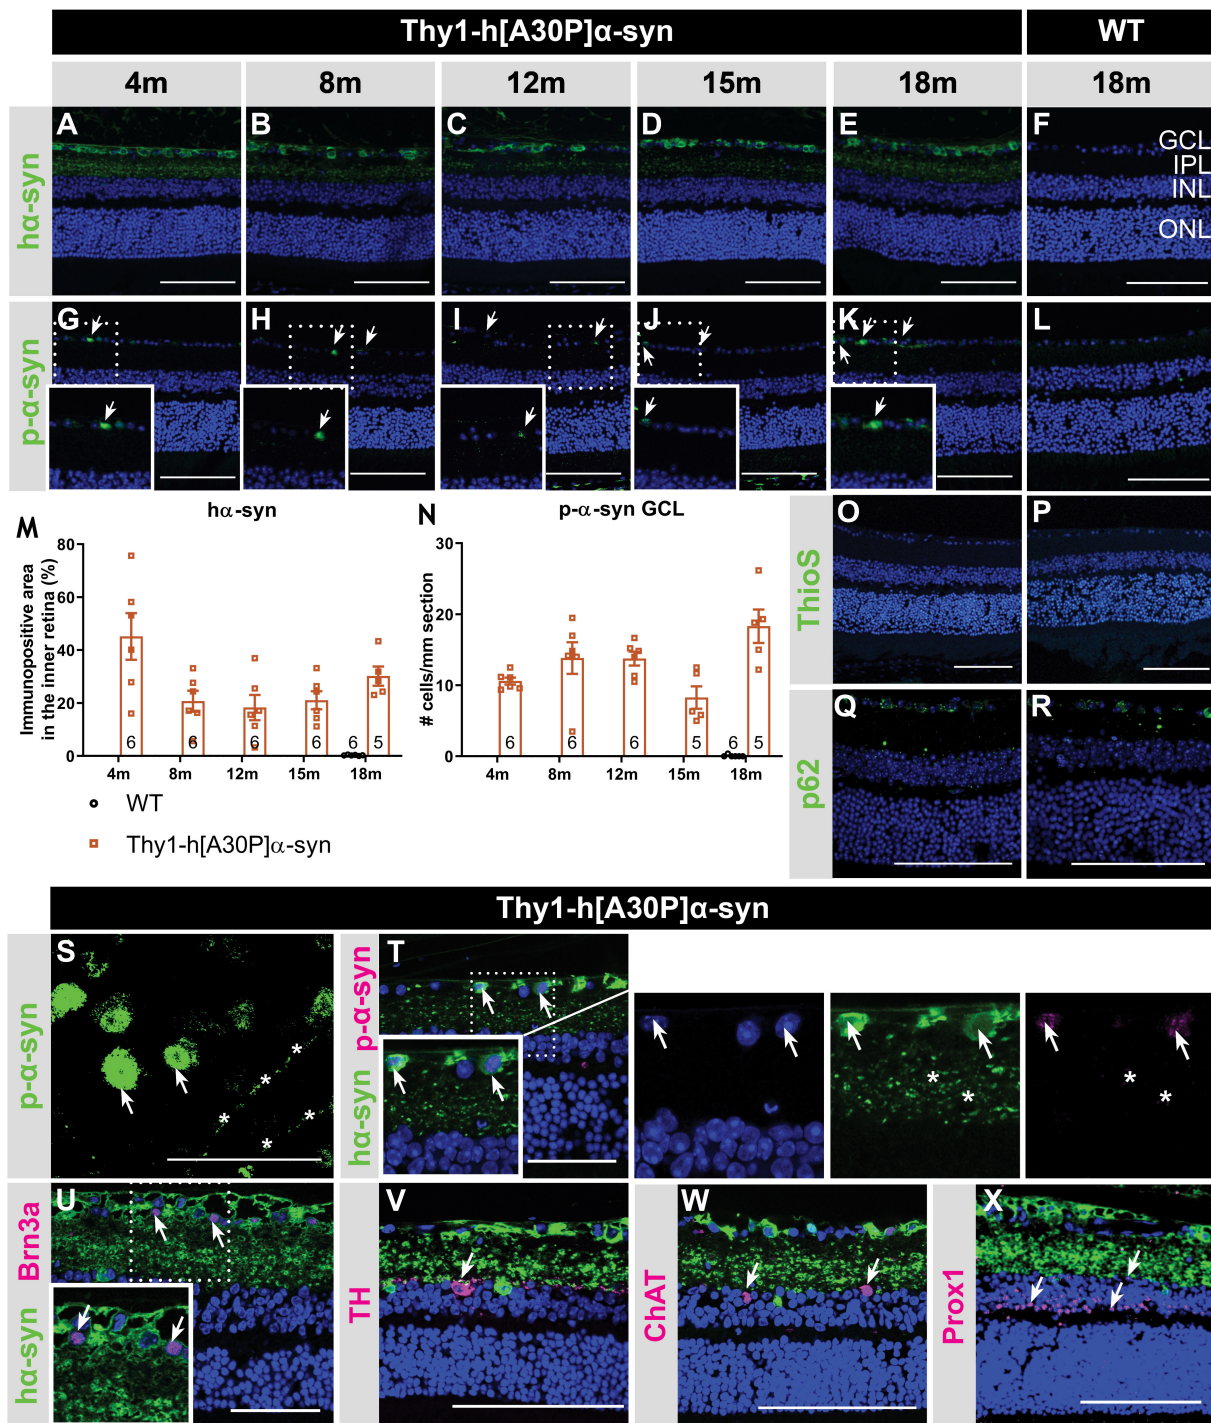 Thy1-h[A30P]α-syn WT
4m 8m 12m 15m 18m 18m
hα-syn
A B C D E F
GCL
IPL
INL
ONL
p-α-syn
G H I J K L
M
hα-syn
Immunopositive area
in the inner retina (%)
80
60
40
20
0
6 6 6 6 6 5
4m 8m 12m 15m 18m
N
p-α-syn GCL
# cells/mm section
30
20
10
0
6 6 6 5 6 5
4m 8m 12m 15m 18m
WT
Thy1-h[A30P]α-syn
ThioS
O P
p62
Q R
Thy1-h[A30P]α-syn
p-α-syn
S
* * * * *
hα-syn p-α-syn
T
* *
* *
hα-syn Brn3a
U
TH
V
ChAT
W
Prox1
X